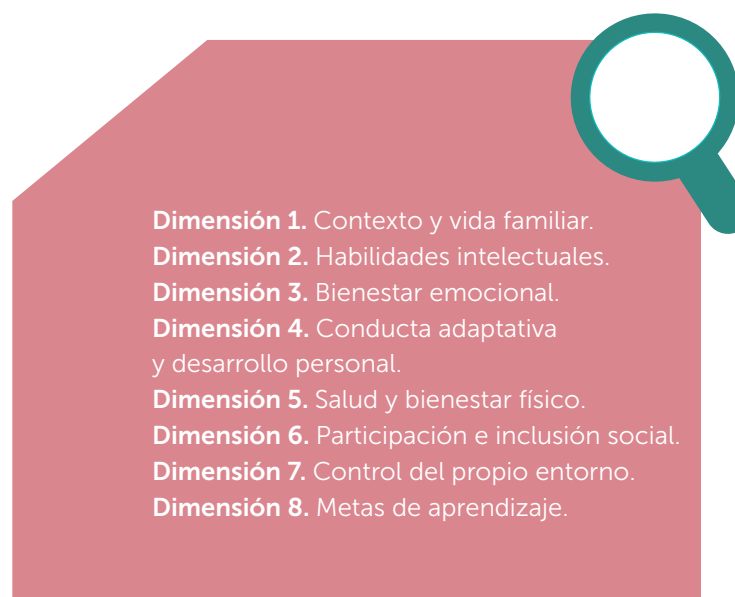 Dimensión 1. Contexto y vida familiar.
Dimensión 2. Habilidades intelectuales.
Dimensión 3. Bienestar emocional.
Dimensión 4. Conducta adaptativa
y desarrollo personal.
Dimensión 5. Salud y bienestar físico.
Dimensión 6. Participación e inclusión social.
Dimensión 7. Control del propio entorno.
Dimensión 8. Metas de aprendizaje.